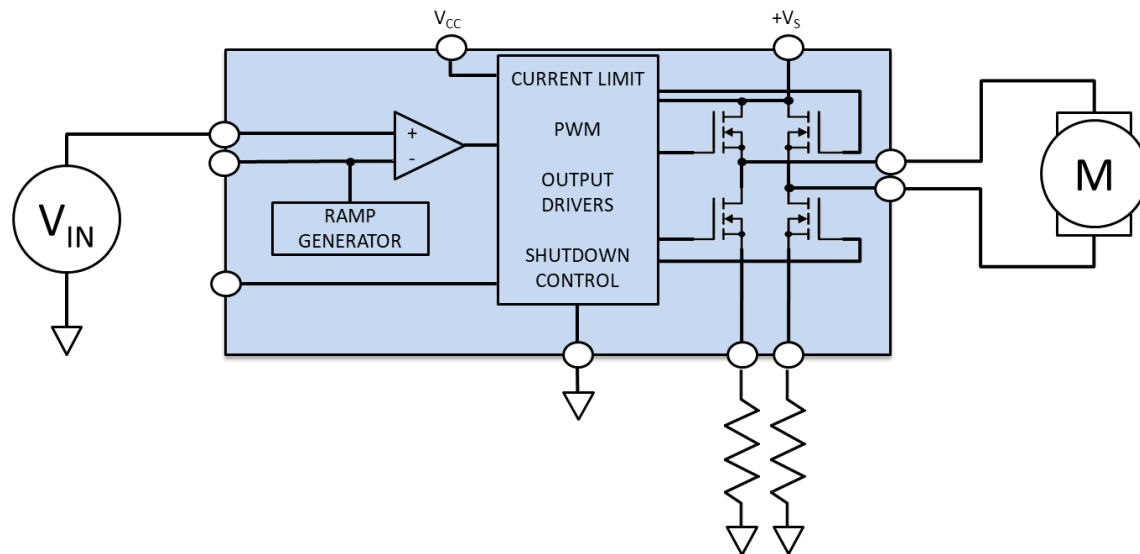 V_CC
+V_S
CURRENT LIMIT
+
PWM
-
OUTPUT
DRIVERS
RAMP
GENERATOR
SHUTDOWN
CONTROL
V_IN
M